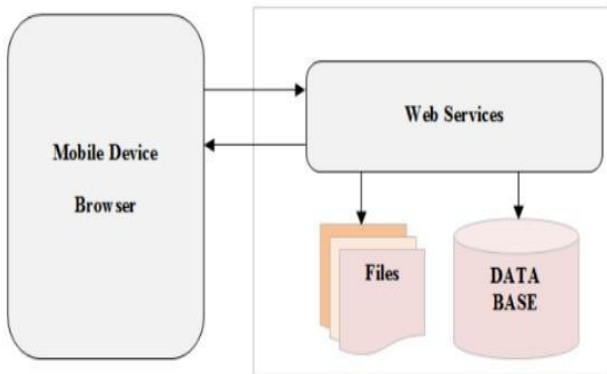 Mobile Device
Browser
Web Services
Files
DATA
BASE